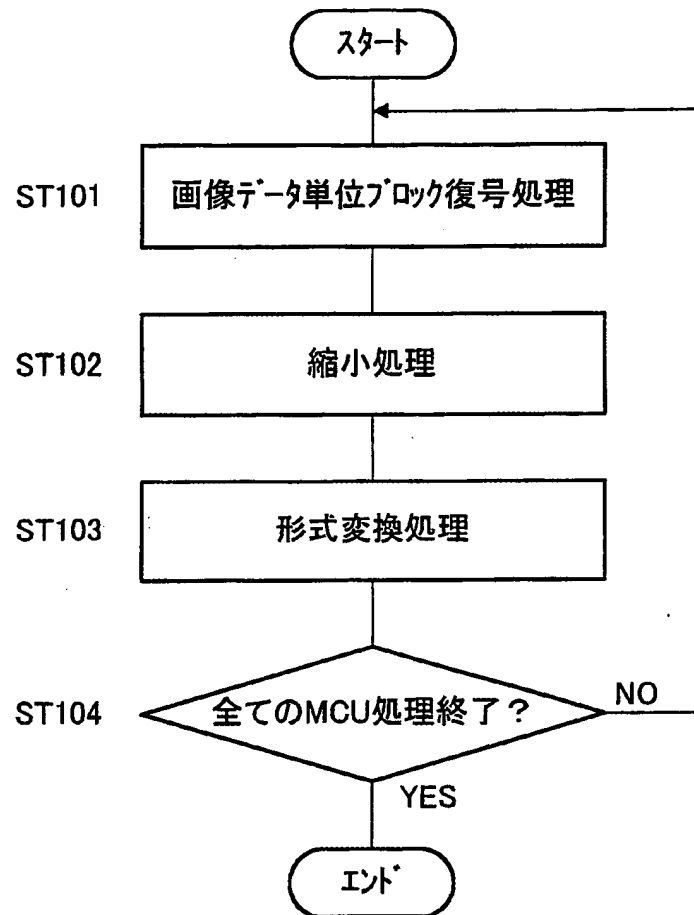 スタート
ST101
画像データ単位ブロック復号処理
ST102
縮小処理
ST103
形式変換処理
ST104
全てのMCU処理終了？
NO
YES
エンド